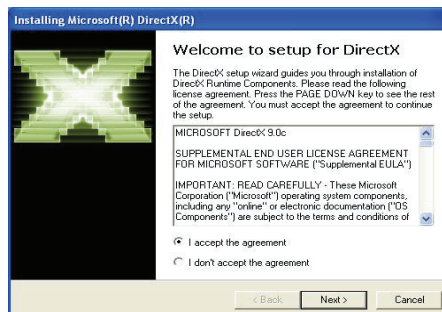 Installing Microsoft(R) DirectX(R)
Welcome to setup for DirectX
The DirectX setup wizard guides you through installation of
DirectX Runtime Components. Please read the following
license agreement. Press the PAGE DOWN key to see the rest
of the agreement. You must accept the agreement to continue
the setup.
MICROSOFT DirectX 9.0c
SUPPLEMENTAL END USER LICENSE AGREEMENT
FOR MICROSOFT SOFTWARE ("Supplemental EULA")
IMPORTANT: READ CAREFULLY - These Microsoft
Corporation ("Microsoft") operating system components,
including any "online" or electronic documentation ("OS
Components") are subject to the terms and conditions of
I accept the agreement
I don't accept the agreement
< Back Next > Cancel